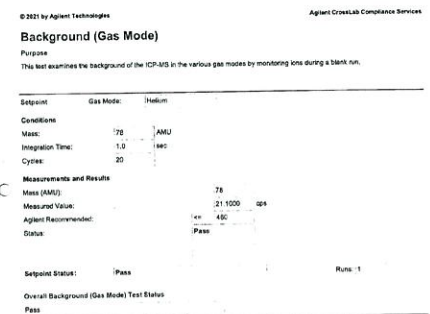 © 2021 by Agilent Technologies
Agilent CrossLab Compliance Services
Background (Gas Mode)
Purpose
This test examines the background of the ICP-MS in the various gas modes by monitoring ions during a blank run.
Setpoint Gas Mode: Helium
Conditions
Mass: 78 AMU
Integration Time: 1.0 sec
Cycles: 20
Measurements and Results
Mass (AMU): 78
Measured Value: 21.1000 cps
Agilent Recommended: <= 460
Status: Pass
Setpoint Status: Pass Runs: 1
Overall Background (Gas Mode) Test Status
Pass